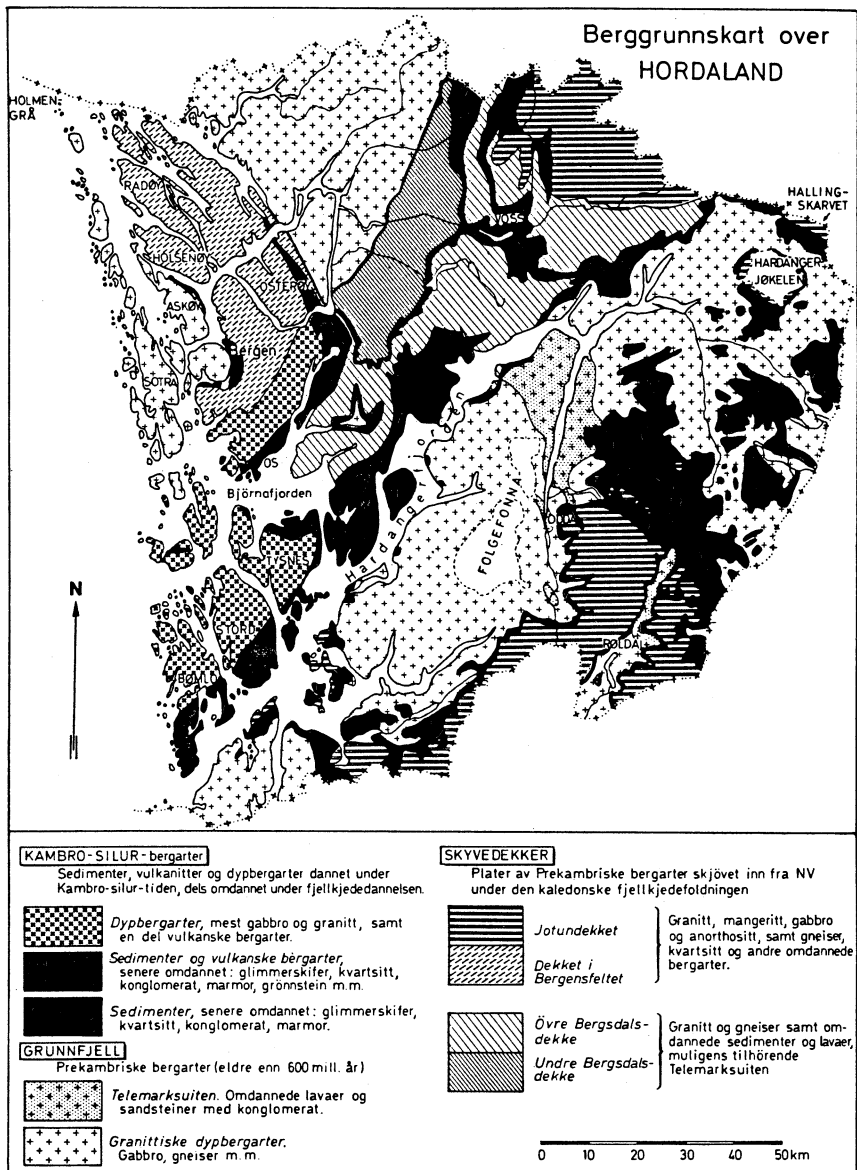 Berggrunnskart over
HORDALAND
HOLMEN-
GRÅ
RADØY
HOLSENØ
OSTERØY
ASKØY
Bergen
SOTRA
VOSS
HALLING-
SKARVET
HARDANGER
JØKELEN
OS
Björnafjorden
Hardangerfjorden
FOLGEFONNA
ODDA
TYSNES
N
STORD
BØMLO
RØLDAL
KAMBRO-SILUR-bergarter
Sedimenter, vulkanitter og dypbergarter dannet under
Kambro-silur-tiden, dels omdannet under fjellkjededannelsen.
Dypbergarter, mest gabbro og granitt, samt
en del vulkanske bergarter.
Sedimenter og vulkanske bèrgarter,
senere omdannet: glimmerskifer, kvartsitt,
konglomerat, marmor, grönnstein m.m.
Sedimenter, senere omdannet: glimmerskifer,
kvartsitt, konglomerat, marmor.
GRUNNFJELL
Prekambriske bergarter (eldre enn 600 mill. år)
Telemarksuiten. Omdannede lavaer og
sandsteiner med konglomerat.
Granittiske dypbergarter.
Gabbro, gneiser m.m.
SKYVEDEKKER
Plater av Prekambriske bergarter skjövet inn fra NV
under den kaledonske fjellkjedefoldningen
Jotundekket
Dekket i
Bergensfeltet
Granitt, mangeritt, gabbro
og anorthositt, samt gneiser,
kvartsitt og andre omdannede
bergarter.
Övre Bergsdals-
dekke
Undre Bergsdals-
dekke
Granitt og gneiser samt om-
dannede sedimenter og lavaer,
muligens tilhörende
Telemarksuiten
0 10 20 30 40 50km